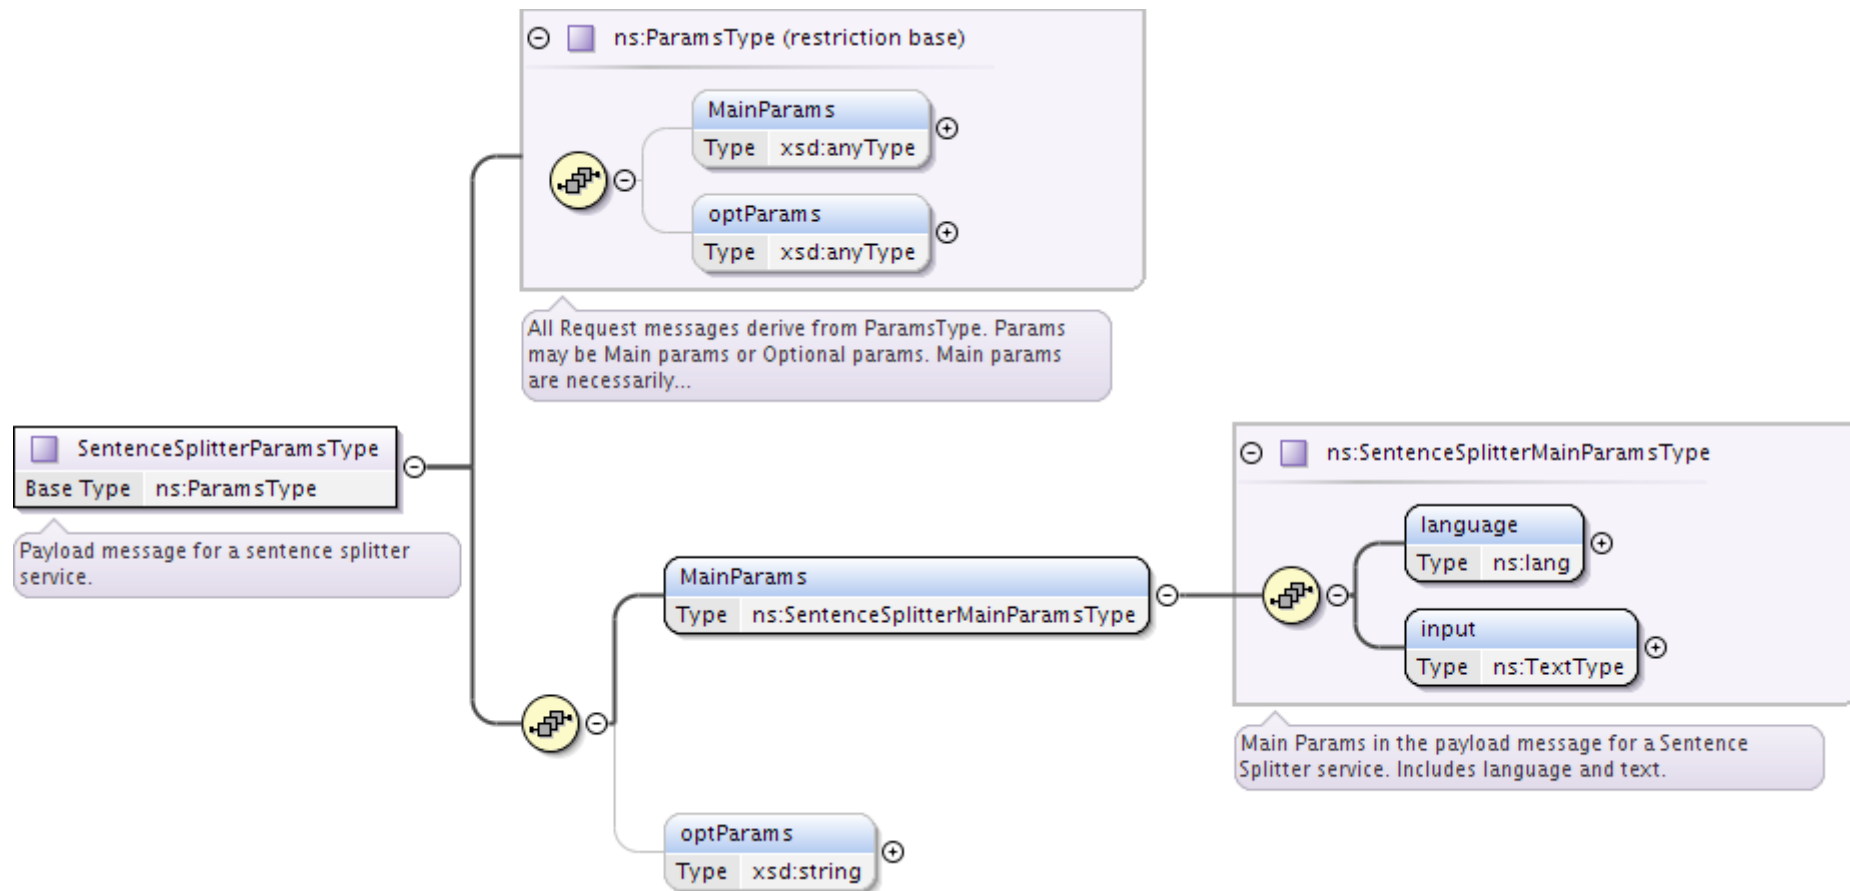 ns:ParamsType (restriction base)
MainParams
Type xsd:anyType
optParams
Type xsd:anyType
All Request messages derive from ParamsType. Params
may be Main params or Optional params. Main params
are necessarily...
SentenceSplitterParamsType
Base Type ns:ParamsType
Payload message for a sentence splitter
service.
MainParams
Type ns:SentenceSplitterMainParamsType
ns:SentenceSplitterMainParamsType
language
Type ns:lang
input
Type ns:TextType
Main Params in the payload message for a Sentence
Splitter service. Includes language and text.
optParams
Type xsd:string